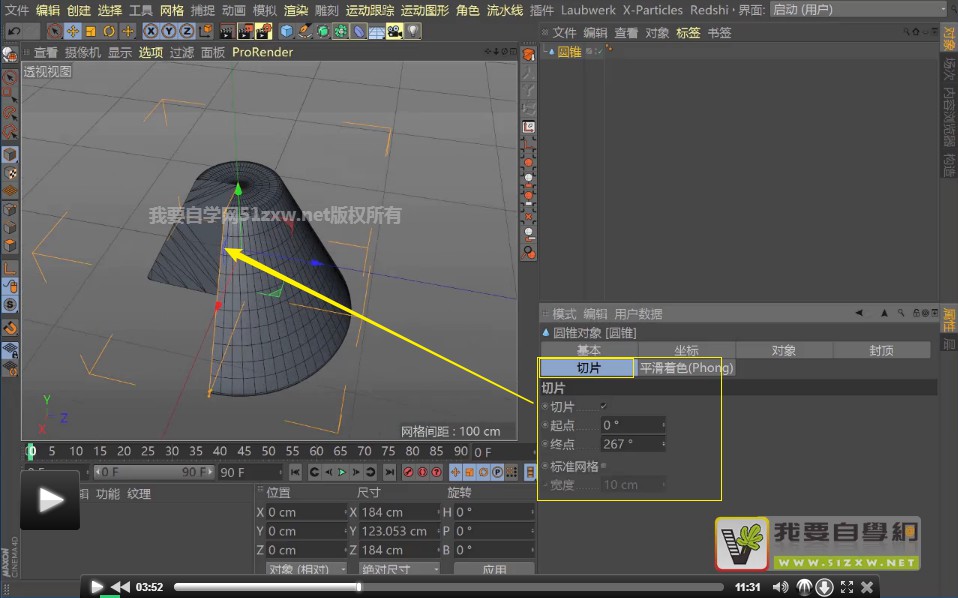 文件 编辑 创建 选择 工具 网格 捕捉 动画 模拟 渲染 雕刻 运动跟踪 运动图形 角色 流水线 插件 Laubwerk X-Particles Redshi 界面: 启动 (用户)
查看 摄像机 显示 选项 过滤 面板 ProRender
文件 编辑 查看 对象 标签 书签
圆锥
透视视图
对象 场次 内容浏览器 构造
我要自学网51zxw.net版权所有
Y
Z
X
网格间距 : 100 cm
模式 编辑 用户数据
属性 层
圆锥对象 [圆锥]
基本 坐标 对象 封顶
切片 平滑着色(Phong)
切片
切片
起点 0 °
终点 267 °
标准网格
宽度 10 cm
0 5 10 15 20 25 30 35 40 45 50 55 60 65 70 75 80 85 90 0 F
0 F 90 F 90 F
功能 纹理
位置 尺寸 旋转
X 0 cm X 184 cm H 0 °
Y 0 cm Y 123.053 cm P 0 °
Z 0 cm Z 184 cm B 0 °
对象 (相对) 绝对尺寸 应用
MAXON CINEMA4D
我要自學網
WWW.51ZXW.NET
03:52 11:31